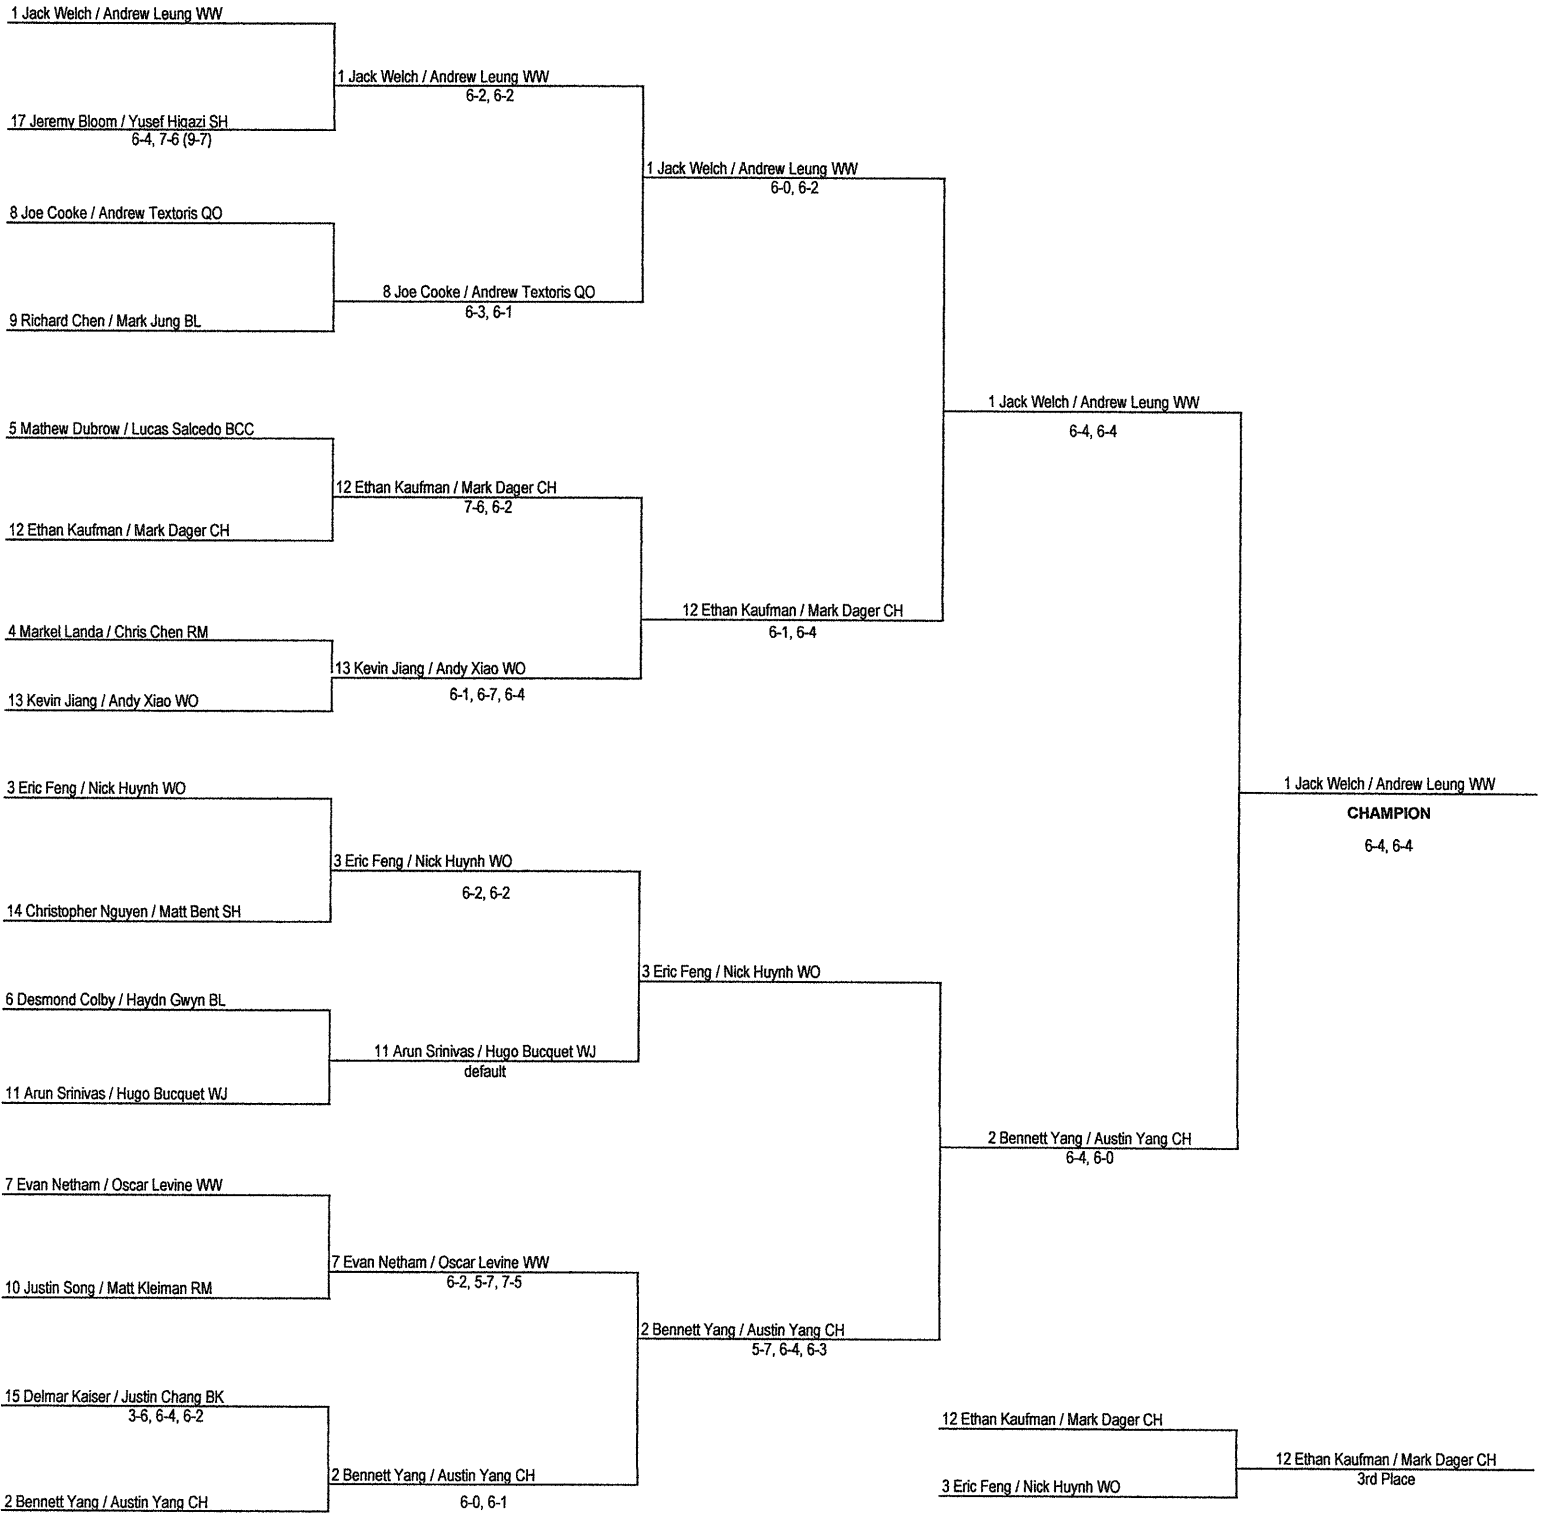 1 Jack Welch / Andrew Leung WW
17 Jeremy Bloom / Yusef Higazi SH
6-4, 7-6 (9-7)
8 Joe Cooke / Andrew Textoris QO
9 Richard Chen / Mark Jung BL
5 Mathew Dubrow / Lucas Salcedo BCC
12 Ethan Kaufman / Mark Dager CH
4 Markel Landa / Chris Chen RM
13 Kevin Jiang / Andy Xiao WO
3 Eric Feng / Nick Huynh WO
14 Christopher Nguyen / Matt Bent SH
6 Desmond Colby / Haydn Gwyn BL
11 Arun Srinivas / Hugo Bucquet WJ
7 Evan Netham / Oscar Levine WW
10 Justin Song / Matt Kleiman RM
15 Delmar Kaiser / Justin Chang BK
3-6, 6-4, 6-2
2 Bennett Yang / Austin Yang CH
1 Jack Welch / Andrew Leung WW
6-2, 6-2
8 Joe Cooke / Andrew Textoris QO
6-3, 6-1
12 Ethan Kaufman / Mark Dager CH
7-6, 6-2
13 Kevin Jiang / Andy Xiao WO
6-1, 6-7, 6-4
3 Eric Feng / Nick Huynh WO
6-2, 6-2
11 Arun Srinivas / Hugo Bucquet WJ
default
7 Evan Netham / Oscar Levine WW
6-2, 5-7, 7-5
2 Bennett Yang / Austin Yang CH
6-0, 6-1
1 Jack Welch / Andrew Leung WW
6-0, 6-2
12 Ethan Kaufman / Mark Dager CH
6-1, 6-4
3 Eric Feng / Nick Huynh WO
2 Bennett Yang / Austin Yang CH
5-7, 6-4, 6-3
1 Jack Welch / Andrew Leung WW
6-4, 6-4
2 Bennett Yang / Austin Yang CH
6-4, 6-0
1 Jack Welch / Andrew Leung WW
CHAMPION
6-4, 6-4
12 Ethan Kaufman / Mark Dager CH
3 Eric Feng / Nick Huynh WO
12 Ethan Kaufman / Mark Dager CH
3rd Place